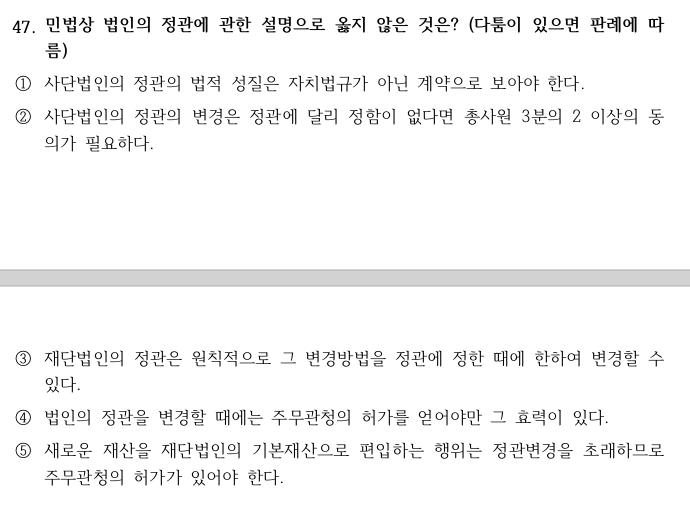 47. 민법상 법인의 정관에 관한 설명으로 옳지 않은 것은? (다툼이 있으면 판례에 따
름)
① 사단법인의 정관의 법적 성질은 자치법규가 아닌 계약으로 보아야 한다.
② 사단법인의 정관의 변경은 정관에 달리 정함이 없다면 총사원 3분의 2 이상의 동
의가 필요하다.
③ 재단법인의 정관은 원칙적으로 그 변경방법을 정관에 정한 때에 한하여 변경할 수
있다.
④ 법인의 정관을 변경할 때에는 주무관청의 허가를 얻어야만 그 효력이 있다.
⑤ 새로운 재산을 재단법인의 기본재산으로 편입하는 행위는 정관변경을 초래하므로
주무관청의 허가가 있어야 한다.